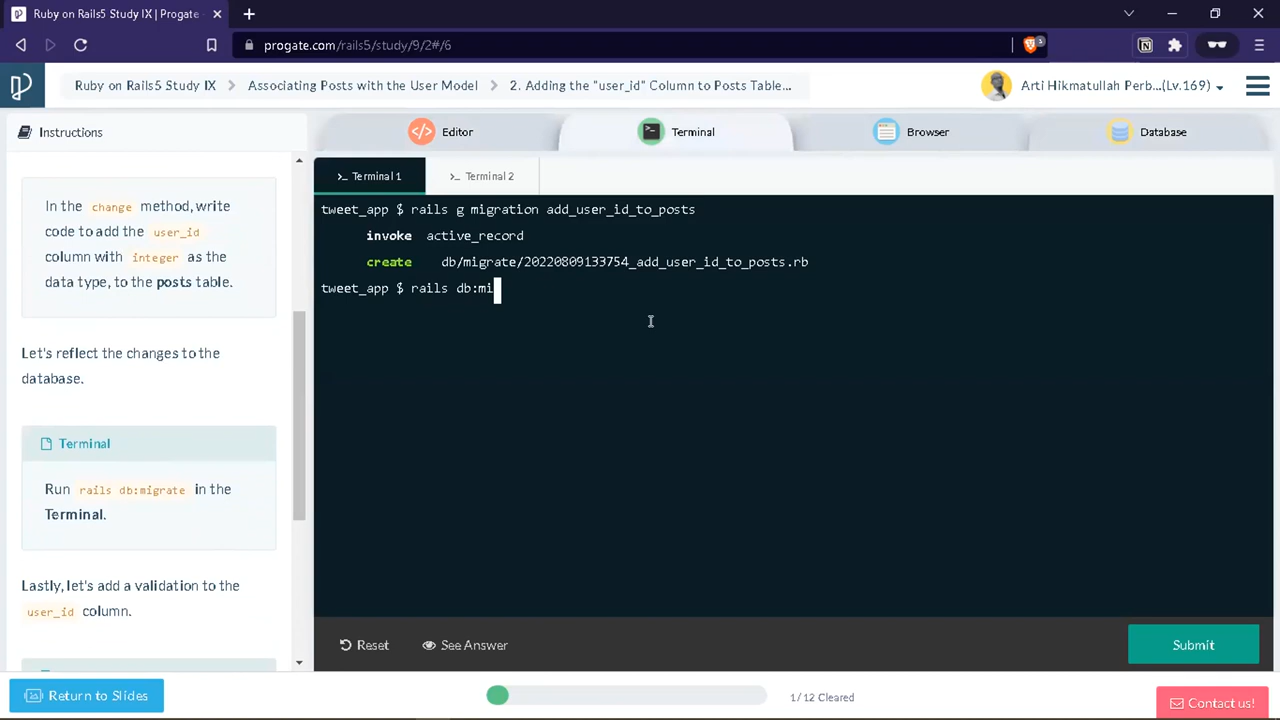 Ruby on Rails5 Study IX | Progate
progate.com/rails5/study/9/2#/6
3
Ruby on Rails5 Study IX
Associating Posts with the User Model
2. Adding the "user_id" Column to Posts Table...
Arti Hikmatullah Perb...(Lv.169)
Instructions
Editor
Terminal
Browser
Database
In the change method, write
code to add the user_id
column with integer as the
data type, to the posts table.
Let's reflect the changes to the
database.
Terminal
Run rails db:migrate in the
Terminal.
Lastly, let's add a validation to the
user_id column.
Terminal 1
Terminal 2
tweet_app $ rails g migration add_user_id_to_posts
invoke active_record
create db/migrate/20220809133754_add_user_id_to_posts.rb
tweet_app $ rails db:mi
Reset
See Answer
Submit
Return to Slides
1/12 Cleared
Contact us!